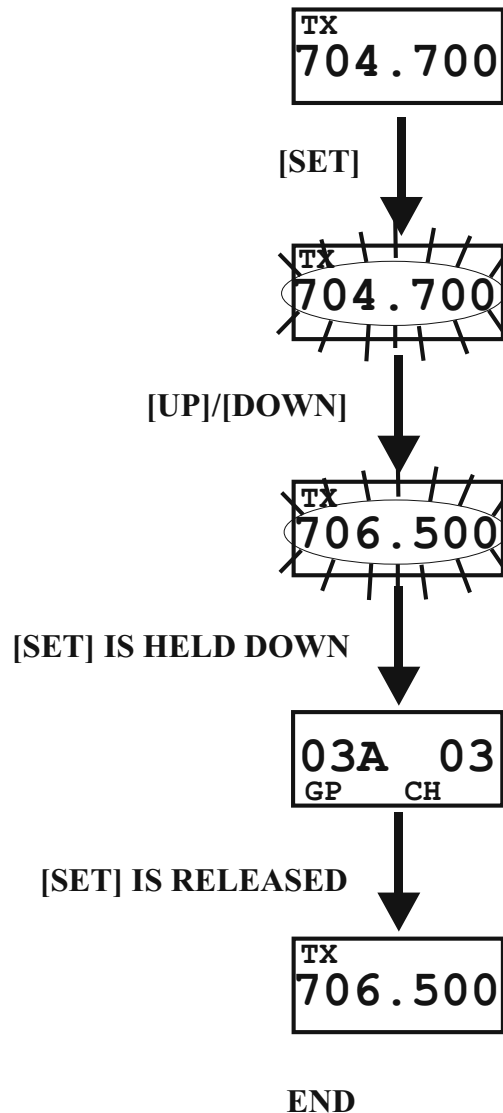 TX
704.700
[SET]
TX
704.700
[UP]/[DOWN]
TX
706.500
[SET] IS HELD DOWN
03A 03
GP CH
[SET] IS RELEASED
TX
706.500
END